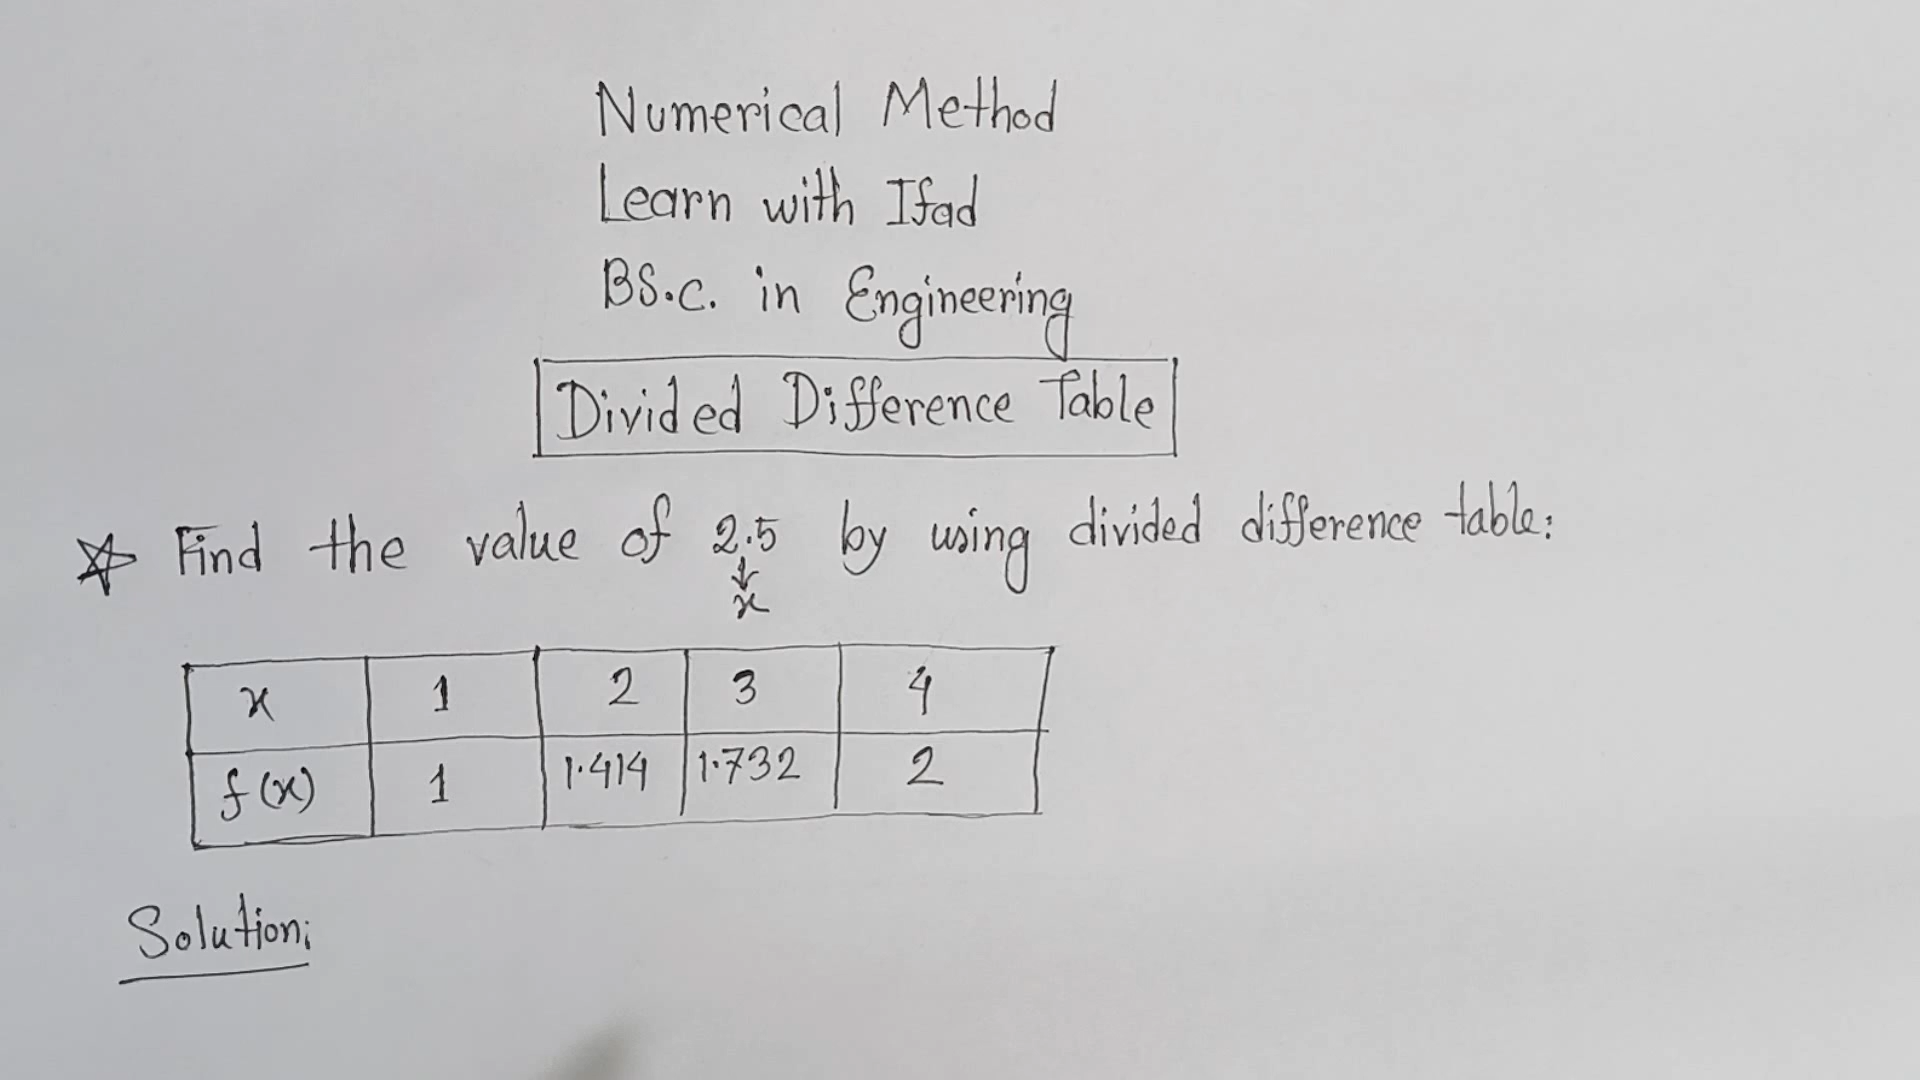 Numerical Method
Learn with Ifad
BS.c. in Engineering
Divided Difference Table
☆ Find the value of 2.5 by using divided difference table:
↓
x
x 1 2 3 4
f(x) 1 1.414 1.732 2
Solution: